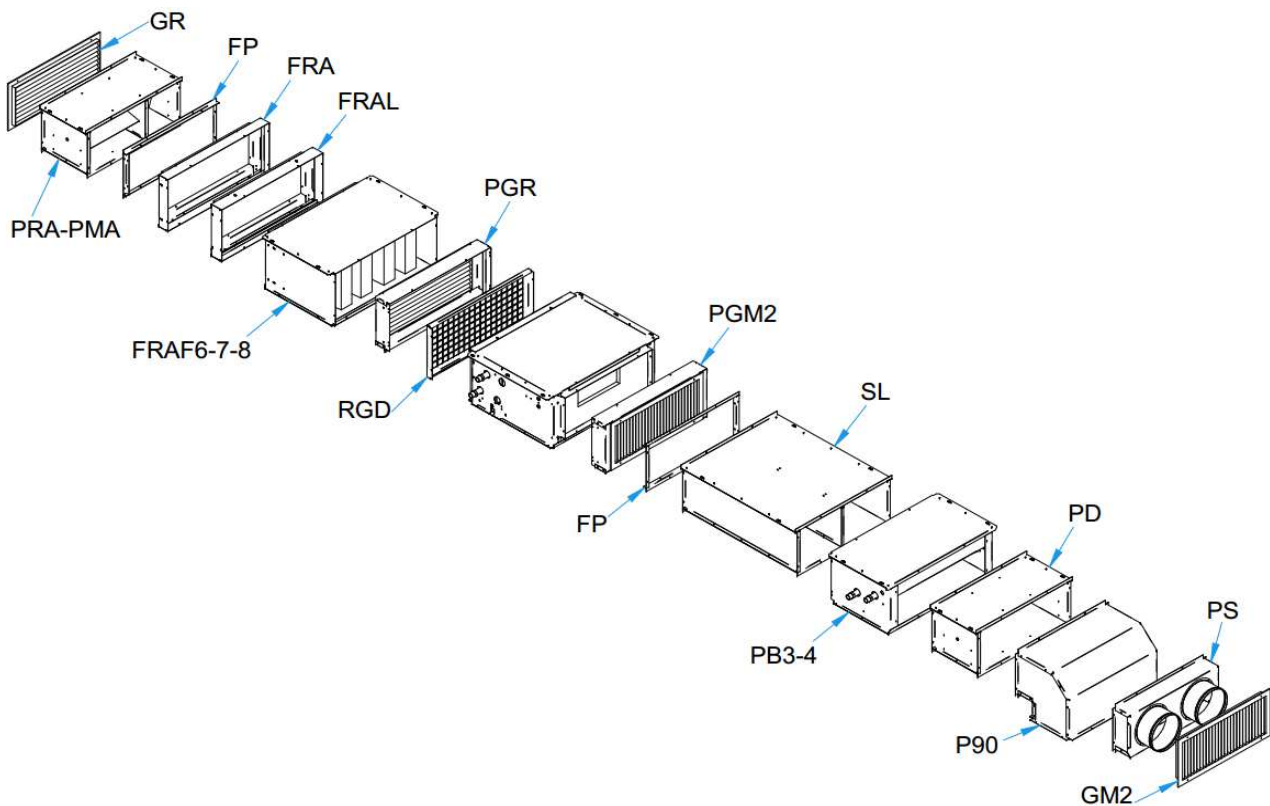 GR
FP
FRA
FRAL
PRA-PMA
PGR
FRAF6-7-8
PGM2
RGD
SL
FP
PD
PB3-4
PS
P90
GM2